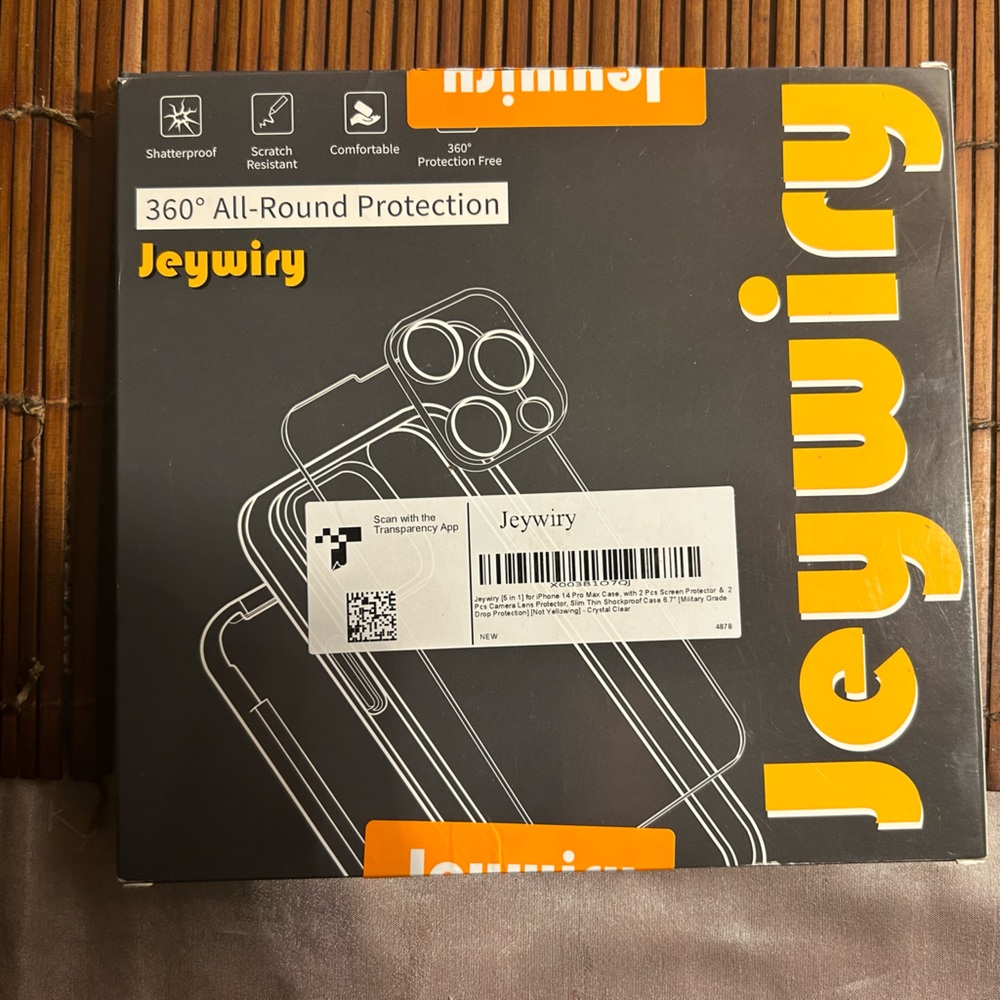 Jeywiry
Shatterproof
Scratch
Resistant
Comfortable
360°
Protection Free
360° All-Round Protection
Jeywiry
Jeywiry
Scan with the
Transparency App
Jeywiry
X003B1O7QJ
Jeywiry [5 in 1] for iPhone 14 Pro Max Case, with 2 Pcs Screen Protector & 2
Pcs Camera Lens Protector, Slim Thin Shockproof Case 6.7" [Military Grade
Drop Protection] [Not Yellowing] - Crystal Clear
NEW
4878
Jeywiry